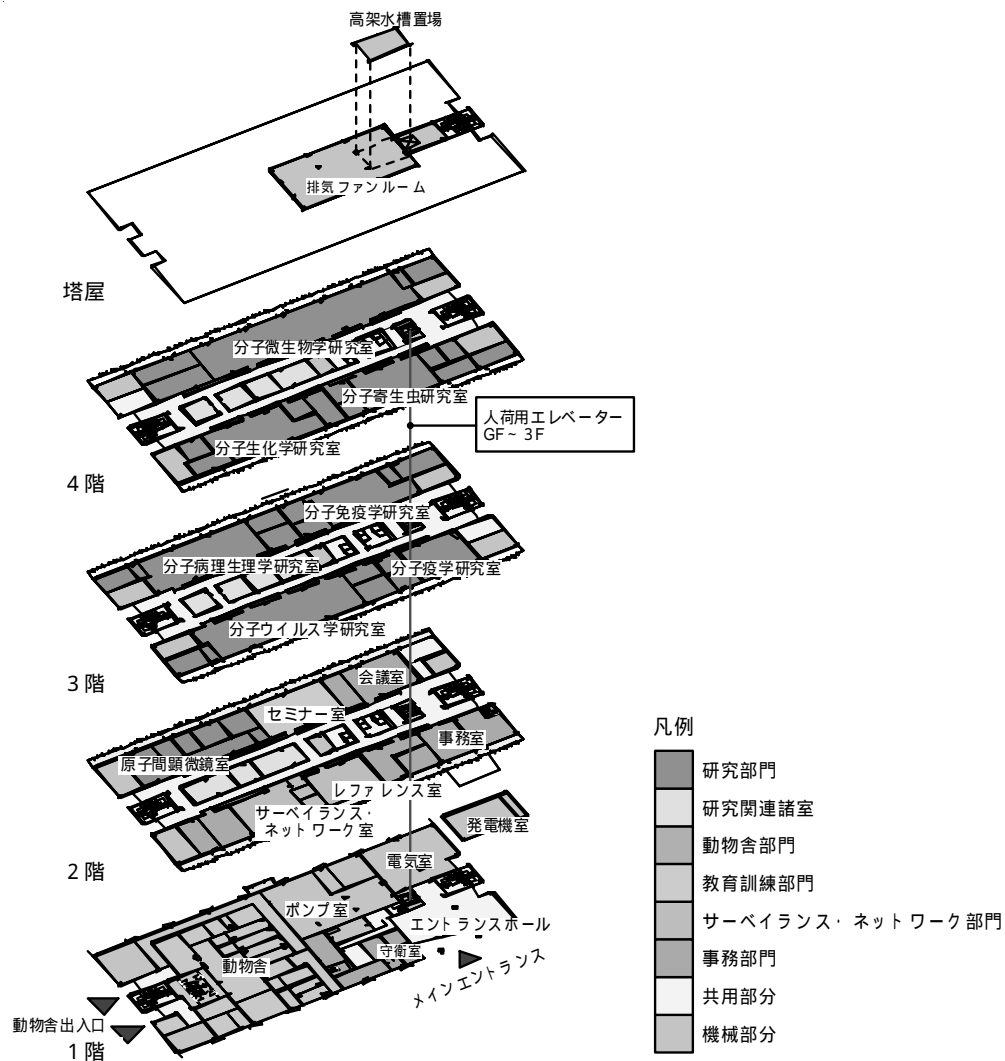 高架水槽置場
排気ファンルーム
塔屋
分子微生物学研究室
分子寄生虫研究室
人荷用エレベーター
GF~3F
分子生化学研究室
4階
分子免疫学研究室
分子病理生理学研究室
分子疫学研究室
分子ウイルス学研究室
3階
会議室
セミナー室
事務室
原子間顕微鏡室
レファレンス室
サーベイランス・
ネットワーク室
発電機室
2階
電気室
ポンプ室
エントランスホール
守衛室
動物舎
メインエントランス
動物舎出入口
1階
凡例
研究部門
研究関連諸室
動物舎部門
教育訓練部門
サーベイランス・ネットワーク部門
事務部門
共用部分
機械部分